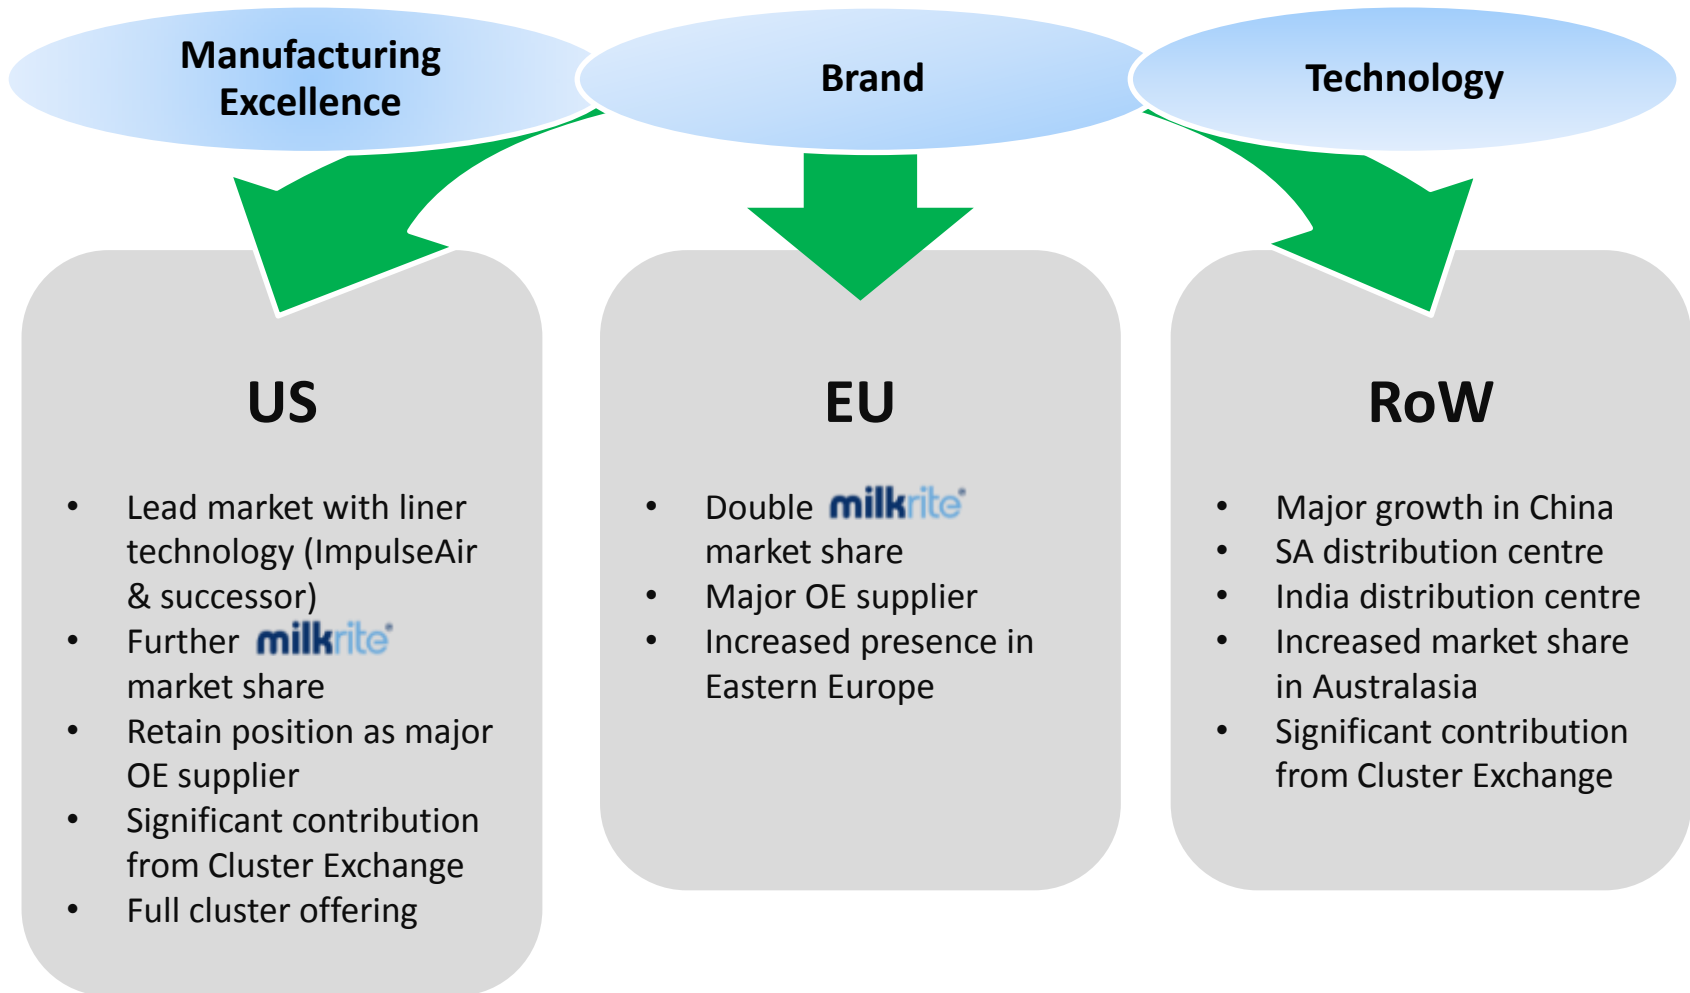 Manufacturing
Excellence
Brand
Technology
US
• Lead market with liner
technology (ImpulseAir
& successor)
• Further milkrite®
market share
• Retain position as major
OE supplier
• Significant contribution
from Cluster Exchange
• Full cluster offering
EU
• Double milkrite®
market share
• Major OE supplier
• Increased presence in
Eastern Europe
RoW
• Major growth in China
• SA distribution centre
• India distribution centre
• Increased market share
in Australasia
• Significant contribution
from Cluster Exchange